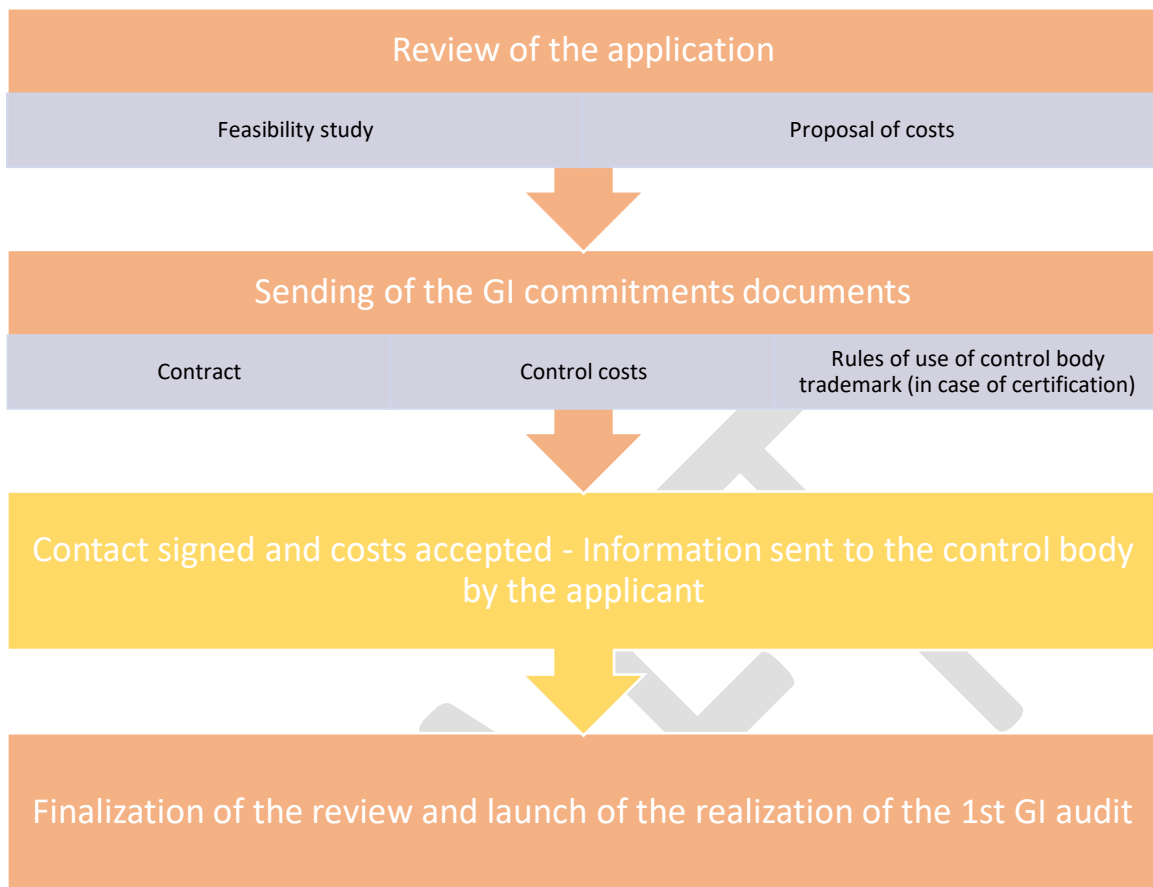 Review of the application
Feasibility study
Proposal of costs
Sending of the GI commitments documents
Contract
Control costs
Rules of use of control body
trademark (in case of certification)
Contact signed and costs accepted - Information sent to the control body
by the applicant
Finalization of the review and launch of the realization of the 1st GI audit